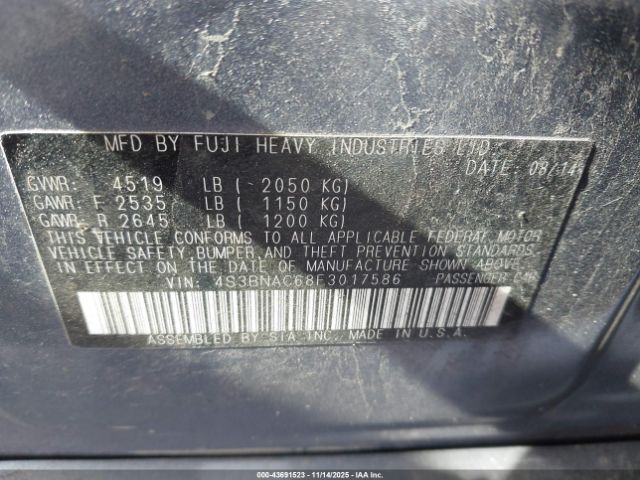 MFD BY FUJI HEAVY INDUSTRIES LTD.
DATE: 08/14
GVWR: 4519 LB ( 2050 KG)
GAWR: F 2535 LB ( 1150 KG)
GAWR: R 2645 LB ( 1200 KG)
THIS VEHICLE CONFORMS TO ALL APPLICABLE FEDERAL MOTOR
VEHICLE SAFETY, BUMPER, AND THEFT PREVENTION STANDARDS
IN EFFECT ON THE DATE OF MANUFACTURE SHOWN ABOVE.
VIN: 4S3BNAC68F3017586 PASSENGER CAR
ASSEMBLED BY SIA INC, MADE IN U.S.A.
000-43691523 11/14/2025 IAAI.COM